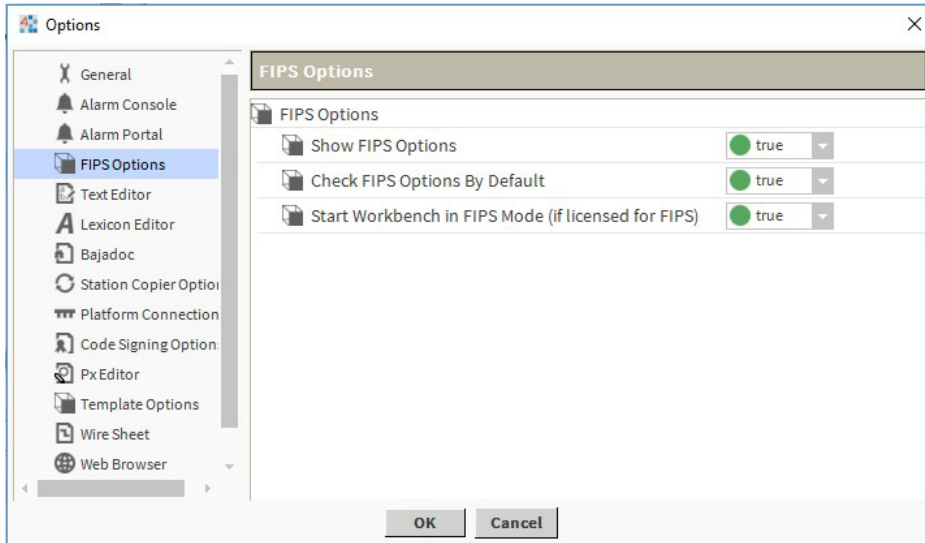 Options
General
Alarm Console
Alarm Portal
FIPS Options
Text Editor
Lexicon Editor
Bajadoc
Station Copier Optio
Platform Connection
Code Signing Option
Px Editor
Template Options
Wire Sheet
Web Browser
FIPS Options
FIPS Options
Show FIPS Options true
Check FIPS Options By Default true
Start Workbench in FIPS Mode (if licensed for FIPS) true
OK Cancel